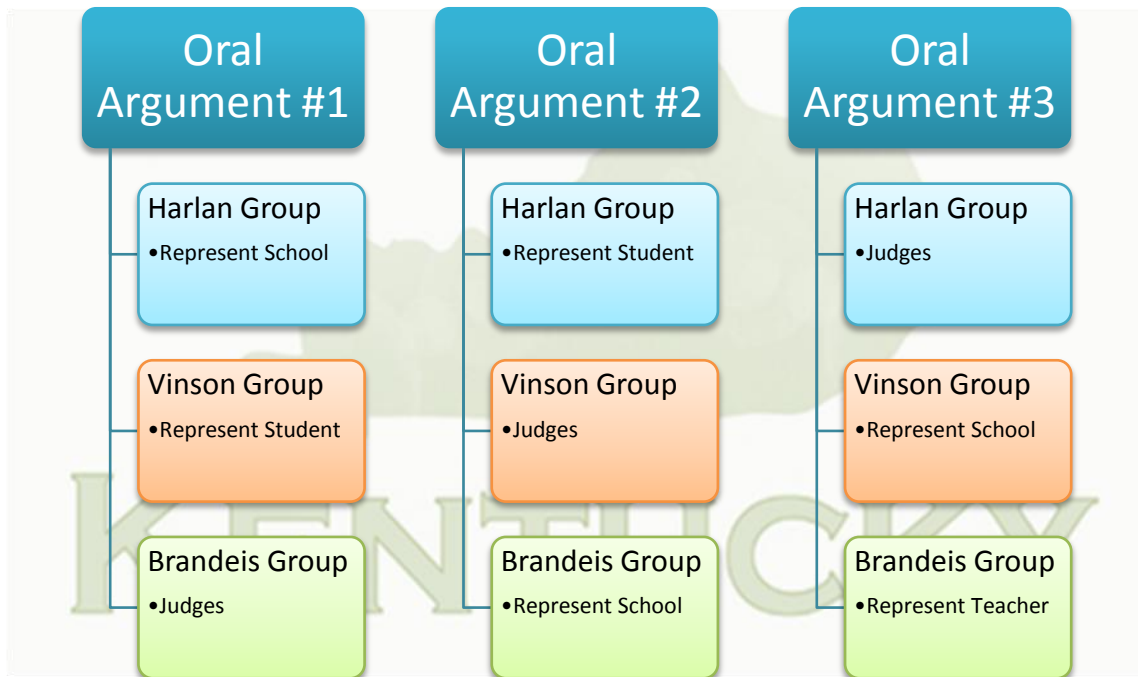 Oral
Argument #1
Harlan Group
•Represent School
Vinson Group
•Represent Student
Brandeis Group
•Judges
Oral
Argument #2
Harlan Group
•Represent Student
Vinson Group
•Judges
Brandeis Group
•Represent School
Oral
Argument #3
Harlan Group
•Judges
Vinson Group
•Represent School
Brandeis Group
•Represent Teacher
KENTUCKY